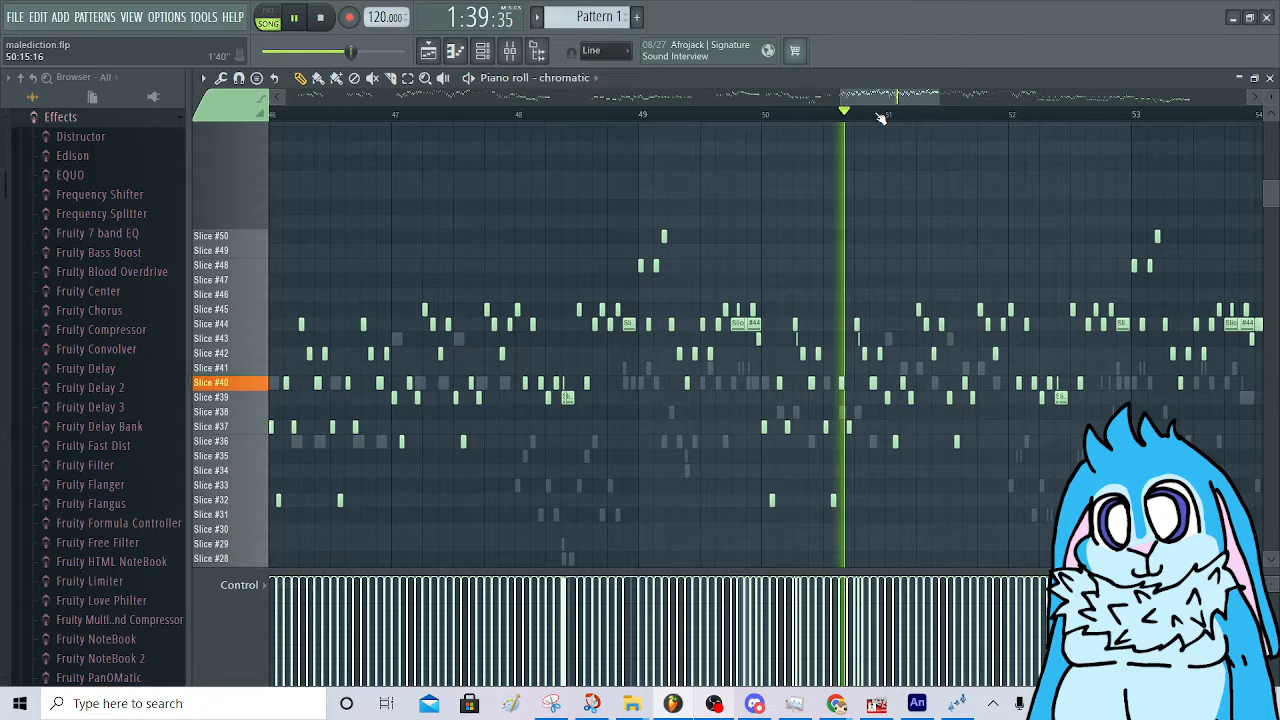 FILE EDIT ADD PATTERNS VIEW OPTIONS TOOLS HELP
PAT
SONG
120.000
1:39:35
Pattern 1
malediction.flp
50:15:16
1'40"
Line
08/27 Afrojack | Signature
Sound Interview
Browser - All
Piano roll - chromatic
46 47 48 49 50 51 52 53 54
Effects
Distructor
Edison
EQUO
Frequency Shifter
Frequency Splitter
Fruity 7 band EQ
Fruity Bass Boost
Fruity Blood Overdrive
Fruity Center
Fruity Chorus
Fruity Compressor
Fruity Convolver
Fruity Delay
Fruity Delay 2
Fruity Delay 3
Fruity Delay Bank
Fruity Fast Dist
Fruity Filter
Fruity Flanger
Fruity Flangus
Fruity Formula Controller
Fruity Free Filter
Fruity HTML NoteBook
Fruity Limiter
Fruity Love Philter
Fruity Multi..nd Compressor
Fruity NoteBook
Fruity NoteBook 2
Fruity PanOMatic
Slice #50
Slice #49
Slice #48
Slice #47
Slice #46
Slice #45
Slice #44
Slice #43
Slice #42
Slice #41
Slice #40
Slice #39
Slice #38
Slice #37
Slice #36
Slice #35
Slice #34
Slice #33
Slice #32
Slice #31
Slice #30
Slice #29
Slice #28
Control
Type here to search
An